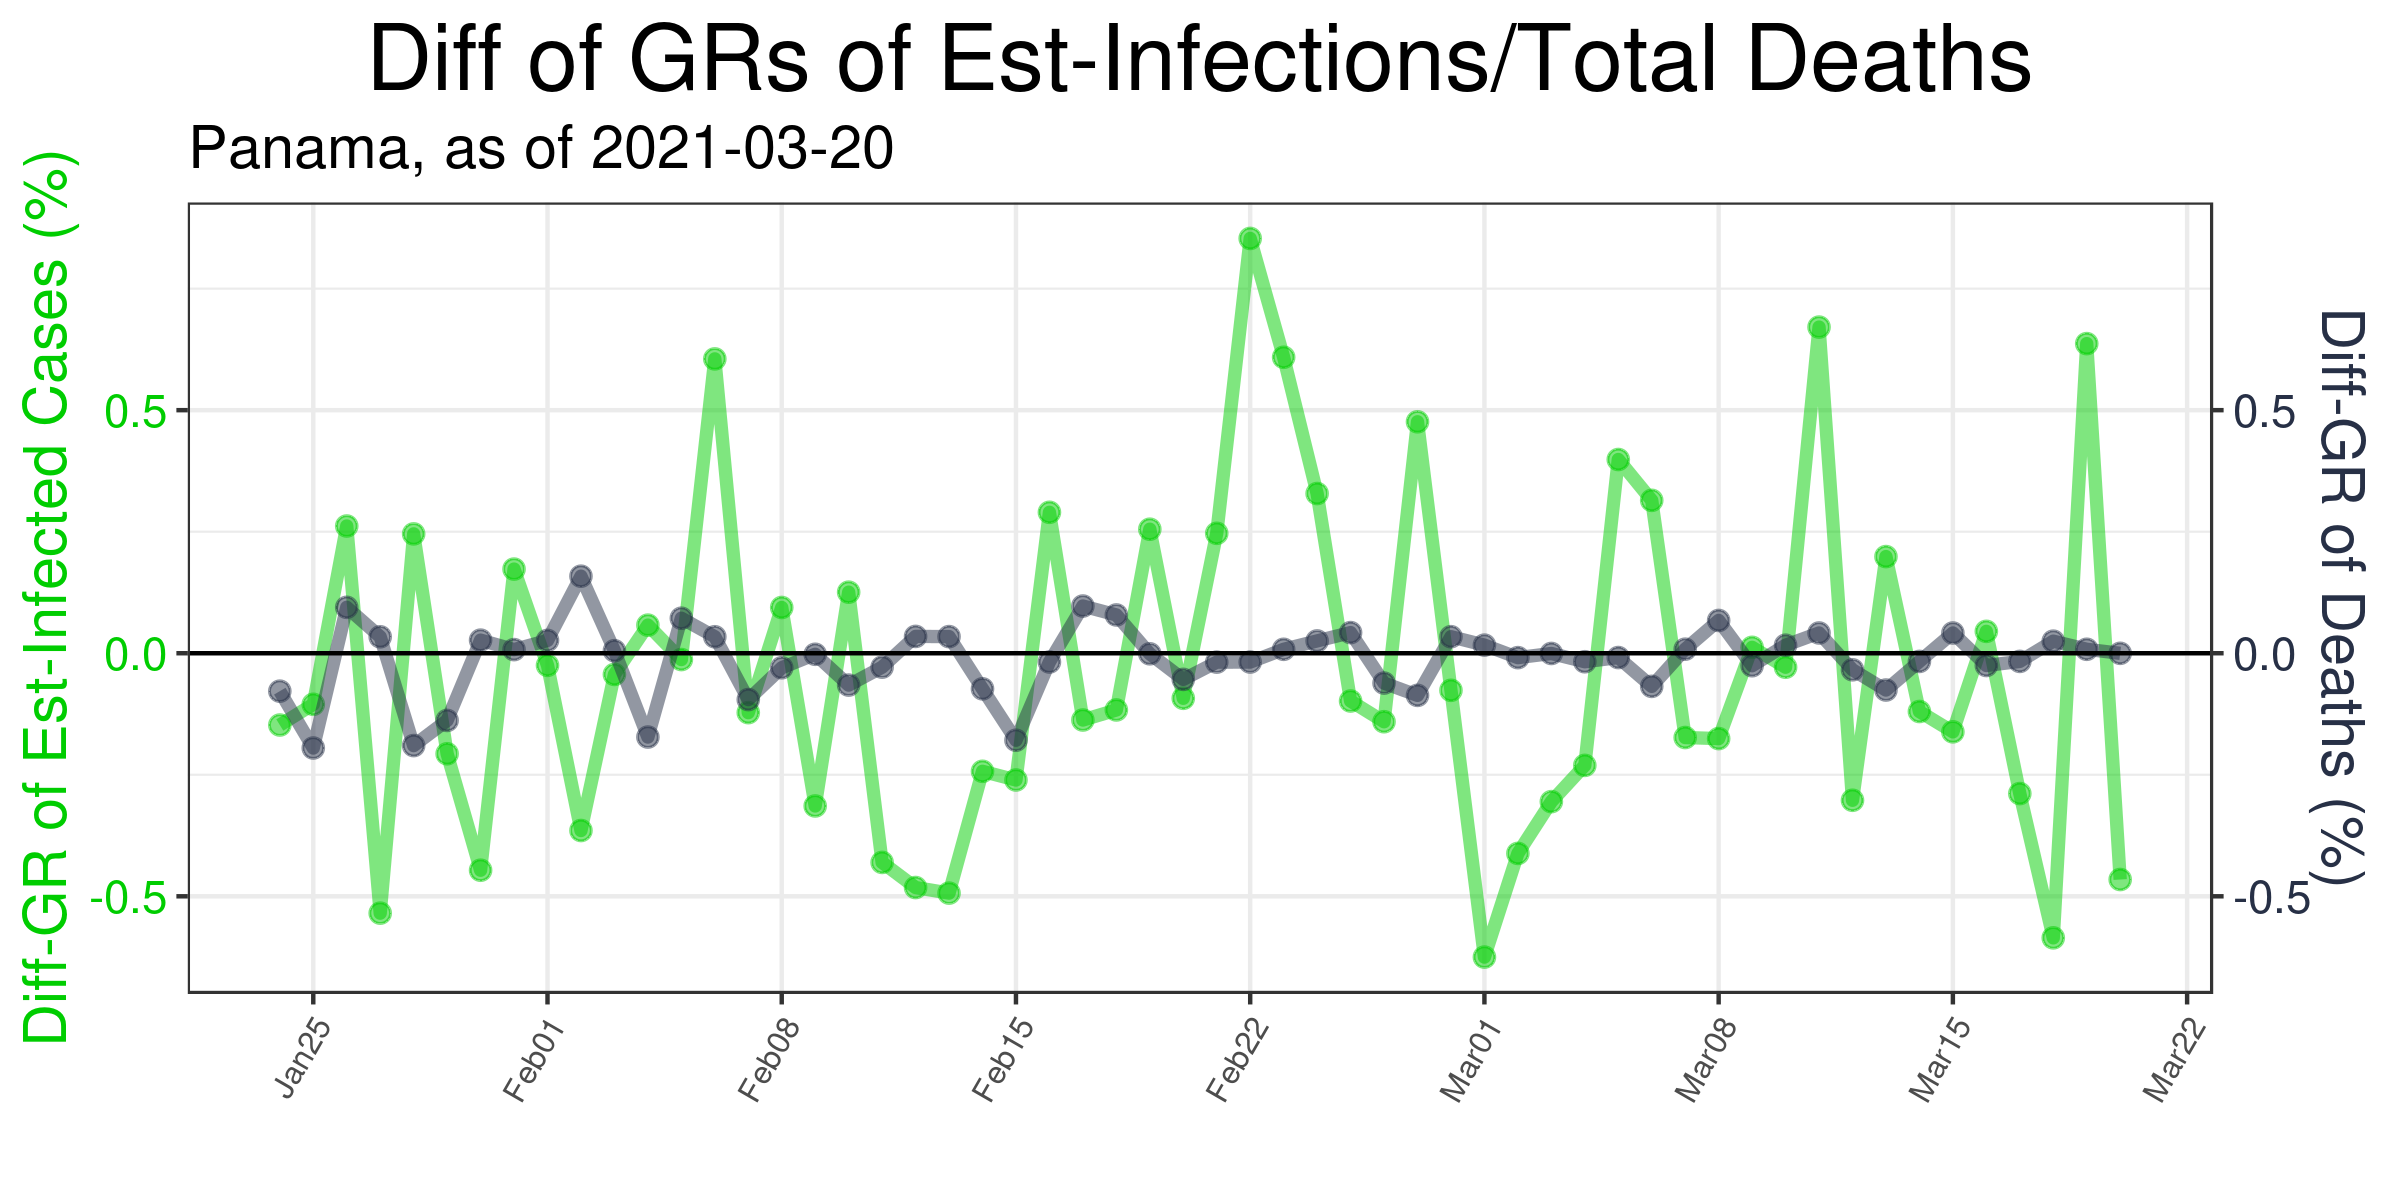 Diff of GRs of Est-Infections/Total Deaths
Panama, as of 2021-03-20
Diff-GR of Est-Infected Cases (%)
0.5
0.0
-0.5
0.5
0.0
-0.5
Diff-GR of Deaths (%)
Jan25
Feb01
Feb08
Feb15
Feb22
Mar01
Mar08
Mar15
Mar22